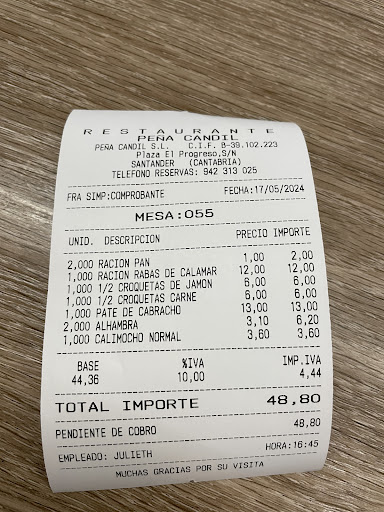 RESTAURANTE
PEÑA CANDIL
PEÑA CANDIL S.L. C.I.F. B-39.102.223
Plaza El Progreso,S/N
SANTANDER (CANTABRIA)
TELEFONO RESERVAS: 942 313 025
FRA SIMP:COMPROBANTE FECHA:17/05/2024
MESA:055
UNID. DESCRIPCION PRECIO IMPORTE
2,000 RACION PAN 1,00 2,00
1,000 RACION RABAS DE CALAMAR 12,00 12,00
1,000 1/2 CROQUETAS DE JAMON 6,00 6,00
1,000 1/2 CROQUETAS CARNE 6,00 6,00
1,000 PATE DE CABRACHO 13,00 13,00
2,000 ALHAMBRA 3,10 6,20
1,000 CALIMOCHO NORMAL 3,60 3,60
BASE %IVA IMP.IVA
44,36 10,00 4,44
TOTAL IMPORTE 48,80
PENDIENTE DE COBRO 48,80
EMPLEADO: JULIETH HORA:16:45
MUCHAS GRACIAS POR SU VISITA